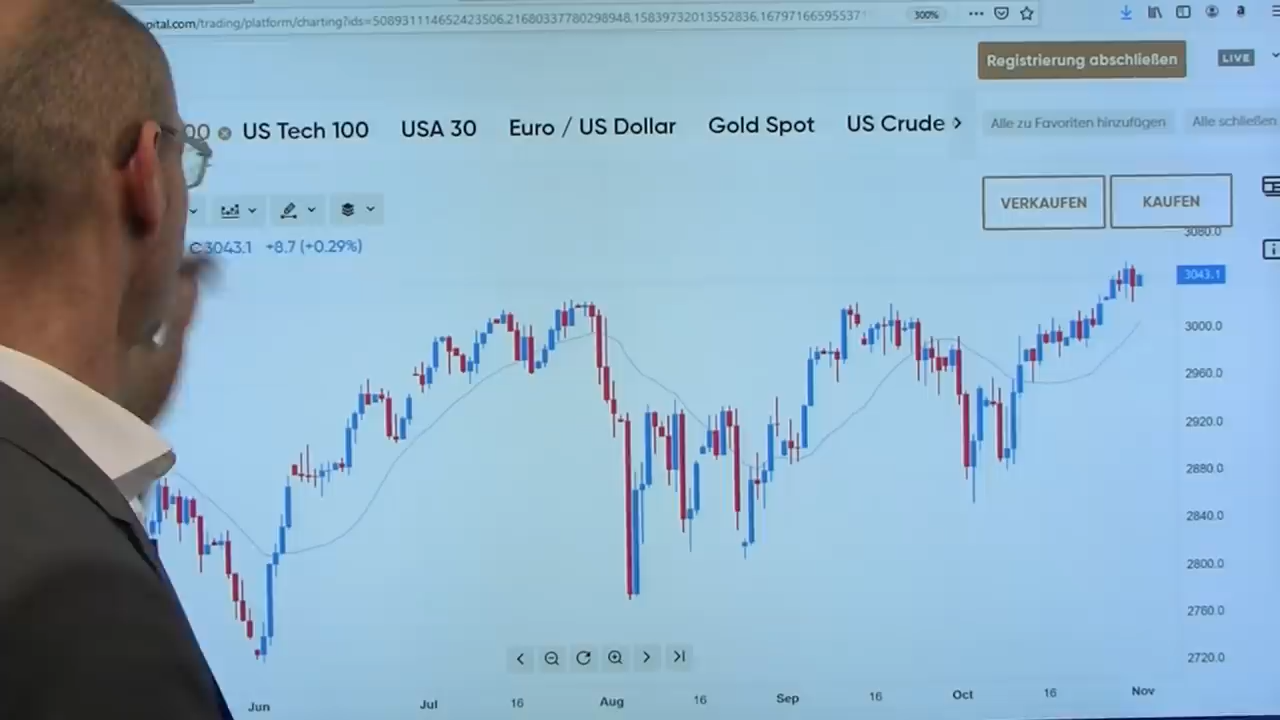 pital.com/trading/platform/charting?ids=508931114652423506,21680337780298948,15839732013552836,16797166595537
300%
Registrierung abschließen
LIVE
00 US Tech 100 USA 30 Euro / US Dollar Gold Spot US Crude
Alle zu Favoriten hinzufügen
Alle schließen
VERKAUFEN
KAUFEN
C3043.1 +8.7 (+0.29%)
3080.0
3043.1
3000.0
2960.0
2920.0
2880.0
2840.0
2800.0
2760.0
2720.0
Jun Jul 16 Aug 16 Sep 16 Oct 16 Nov